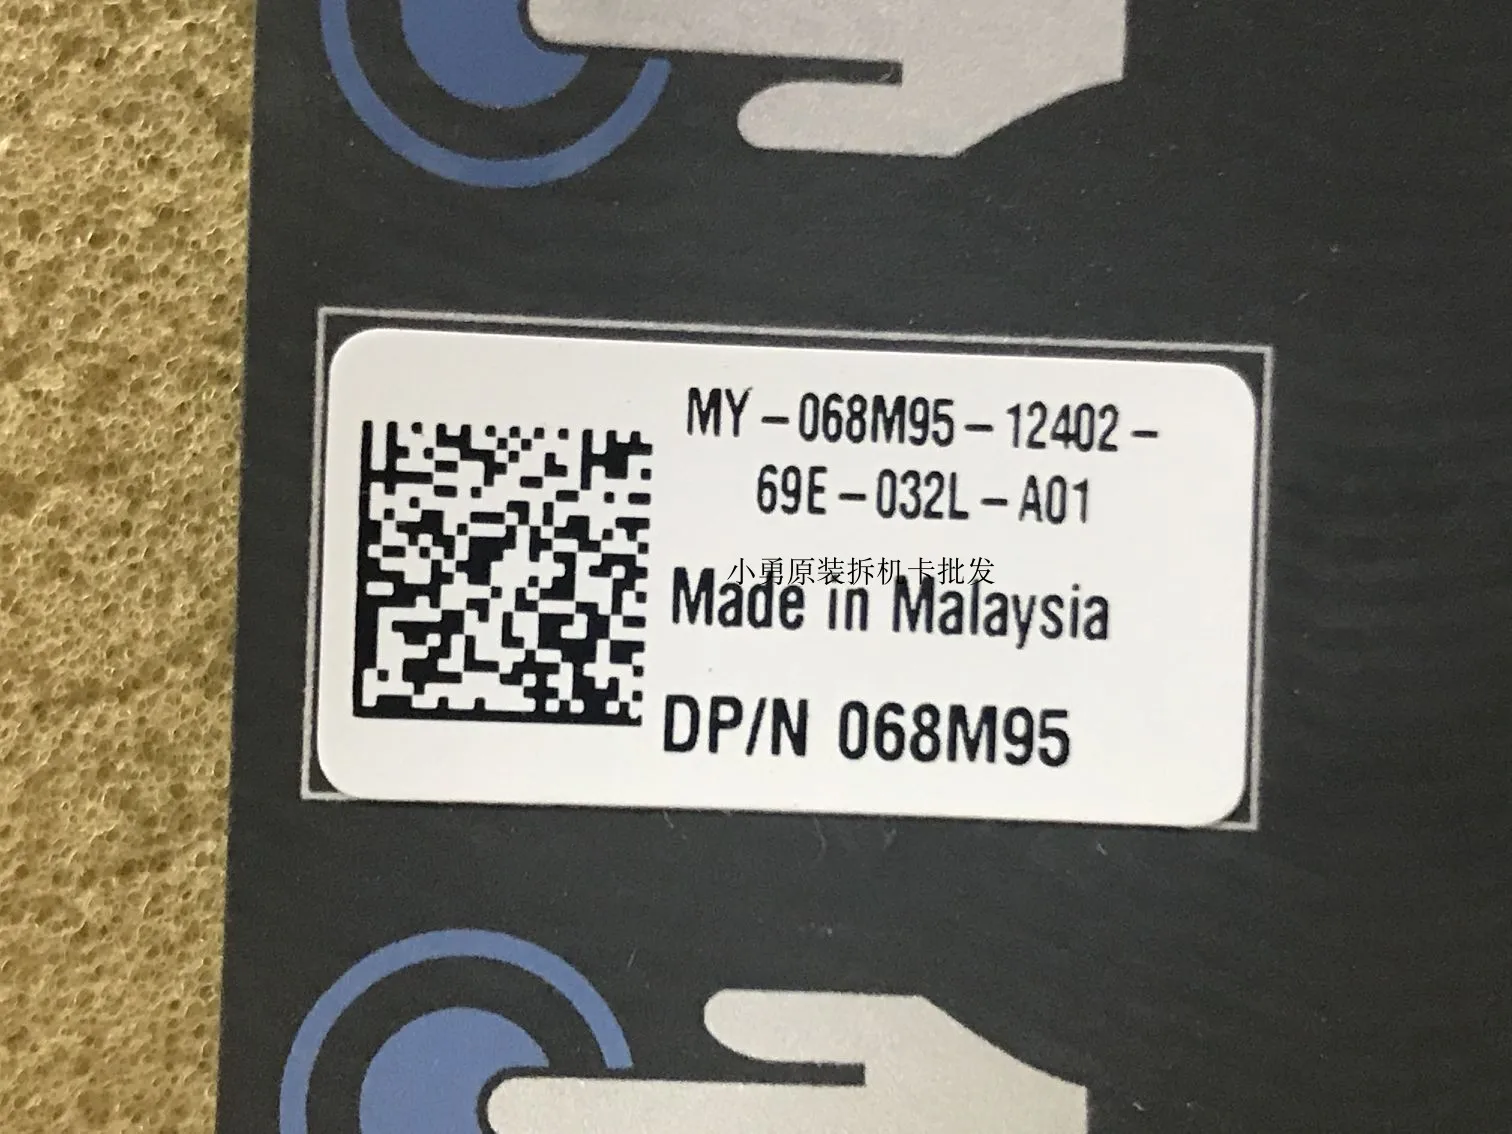 MY-068M95-12402-
69E-032L-A01
小勇原装拆机卡批发
Made in Malaysia
DP/N 068M95